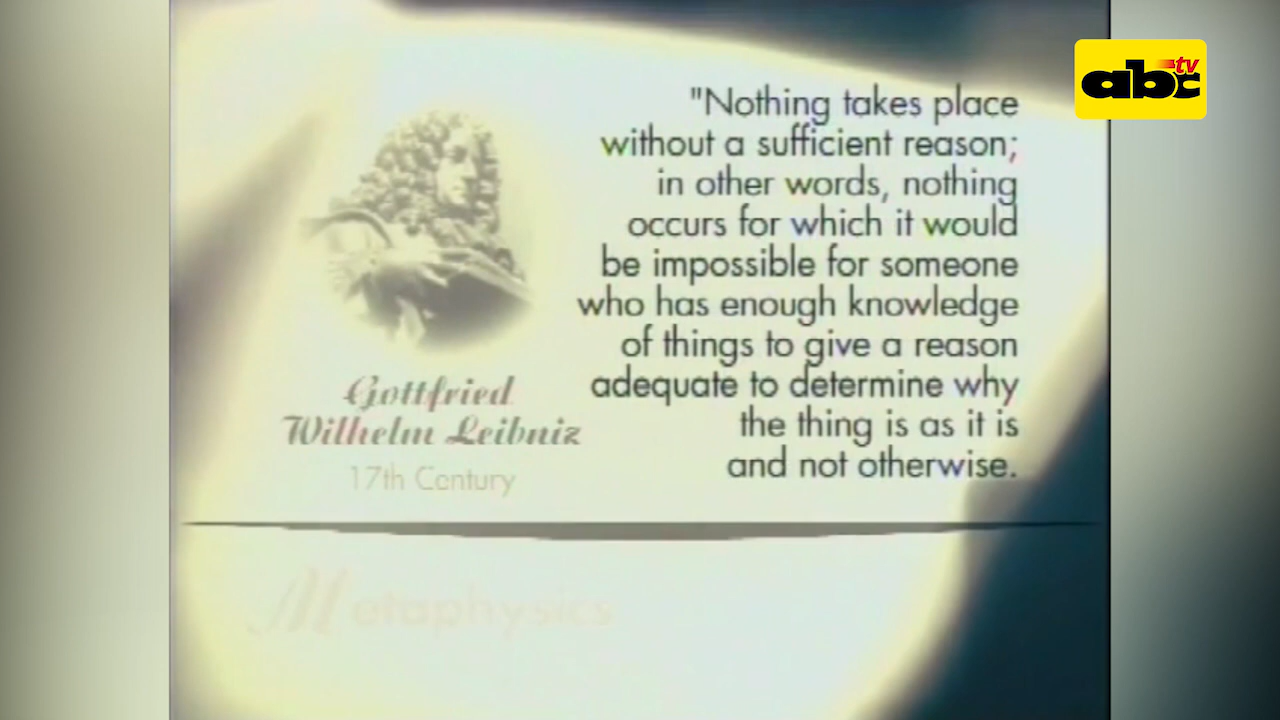 abc tv
"Nothing takes place
without a sufficient reason;
in other words, nothing
occurs for which it would
be impossible for someone
who has enough knowledge
of things to give a reason
adequate to determine why
the thing is as it is
and not otherwise.
Gottfried
Wilhelm Leibniz
17th Century
Metaphysics